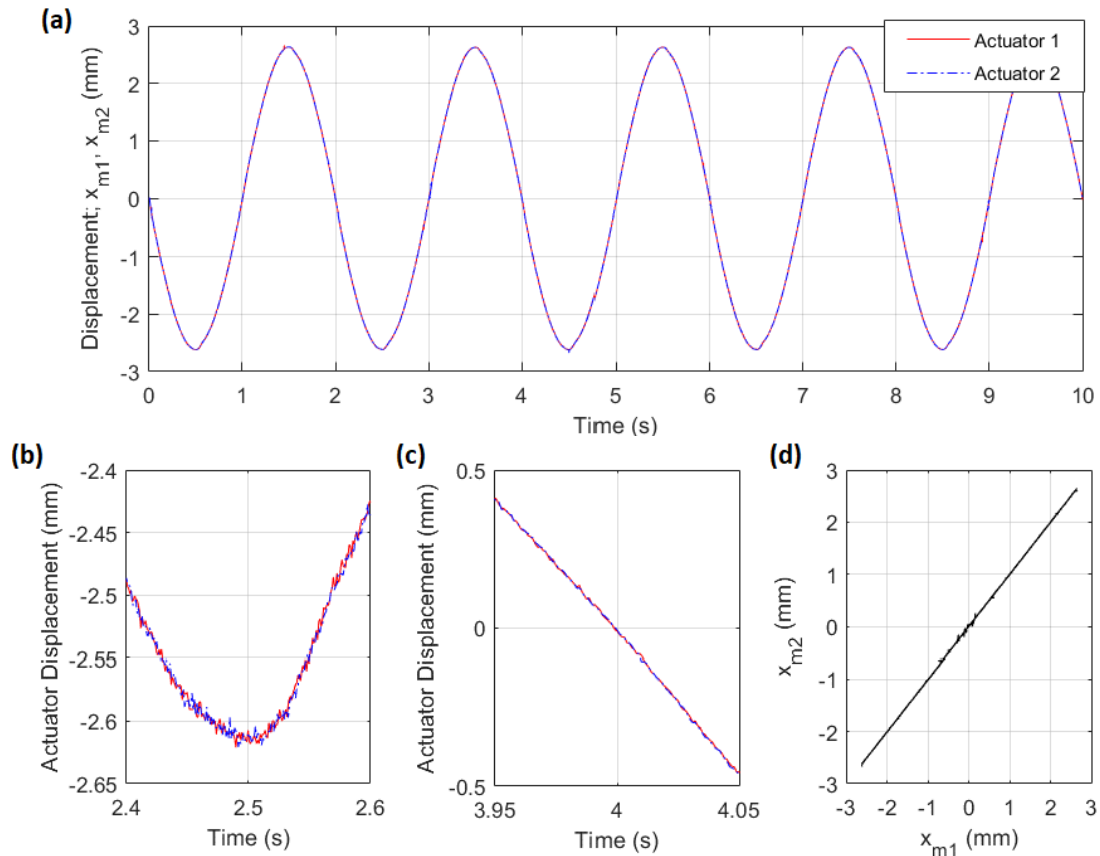 (a)
Displacement; x_m1, x_m2 (mm)
3
2
1
0
-1
-2
-3
Actuator 1
Actuator 2
0 1 2 3 4 5 6 7 8 9 10
Time (s)
(b)
Actuator Displacement (mm)
-2.4
-2.45
-2.5
-2.55
-2.6
-2.65
2.4 2.5 2.6
Time (s)
(c)
Actuator Displacement (mm)
0.5
0
-0.5
3.95 4 4.05
Time (s)
(d)
x_m2 (mm)
3
2
1
0
-1
-2
-3
-3 -2 -1 0 1 2 3
x_m1 (mm)